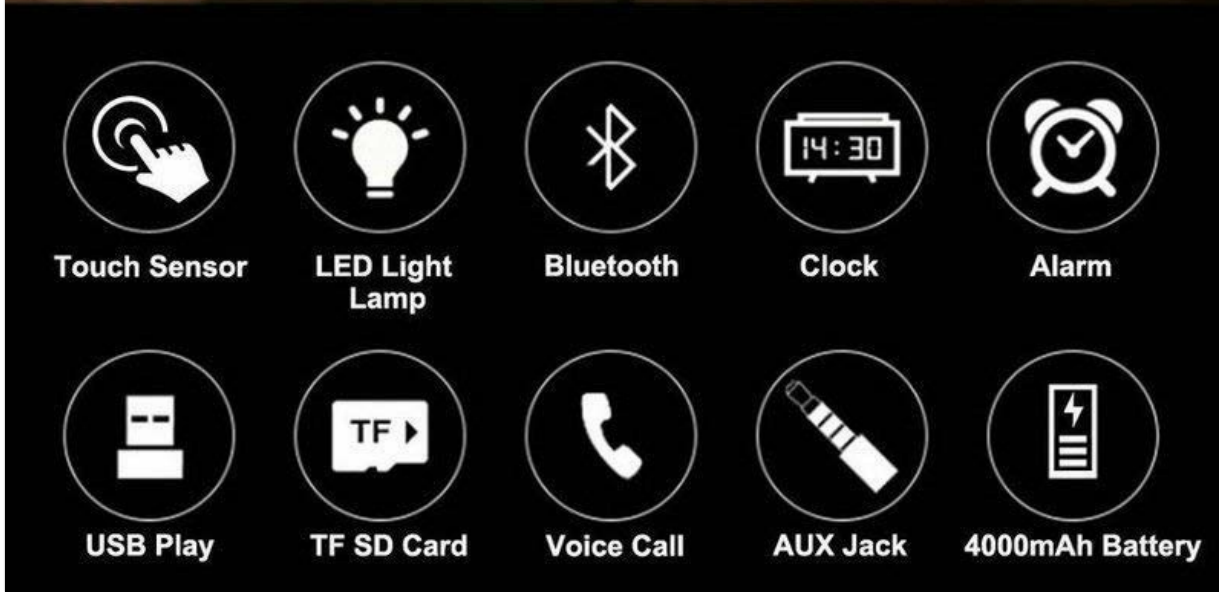 14:30
Touch Sensor
LED Light
Lamp
Bluetooth
Clock
Alarm
TF
USB Play
TF SD Card
Voice Call
AUX Jack
4000mAh Battery